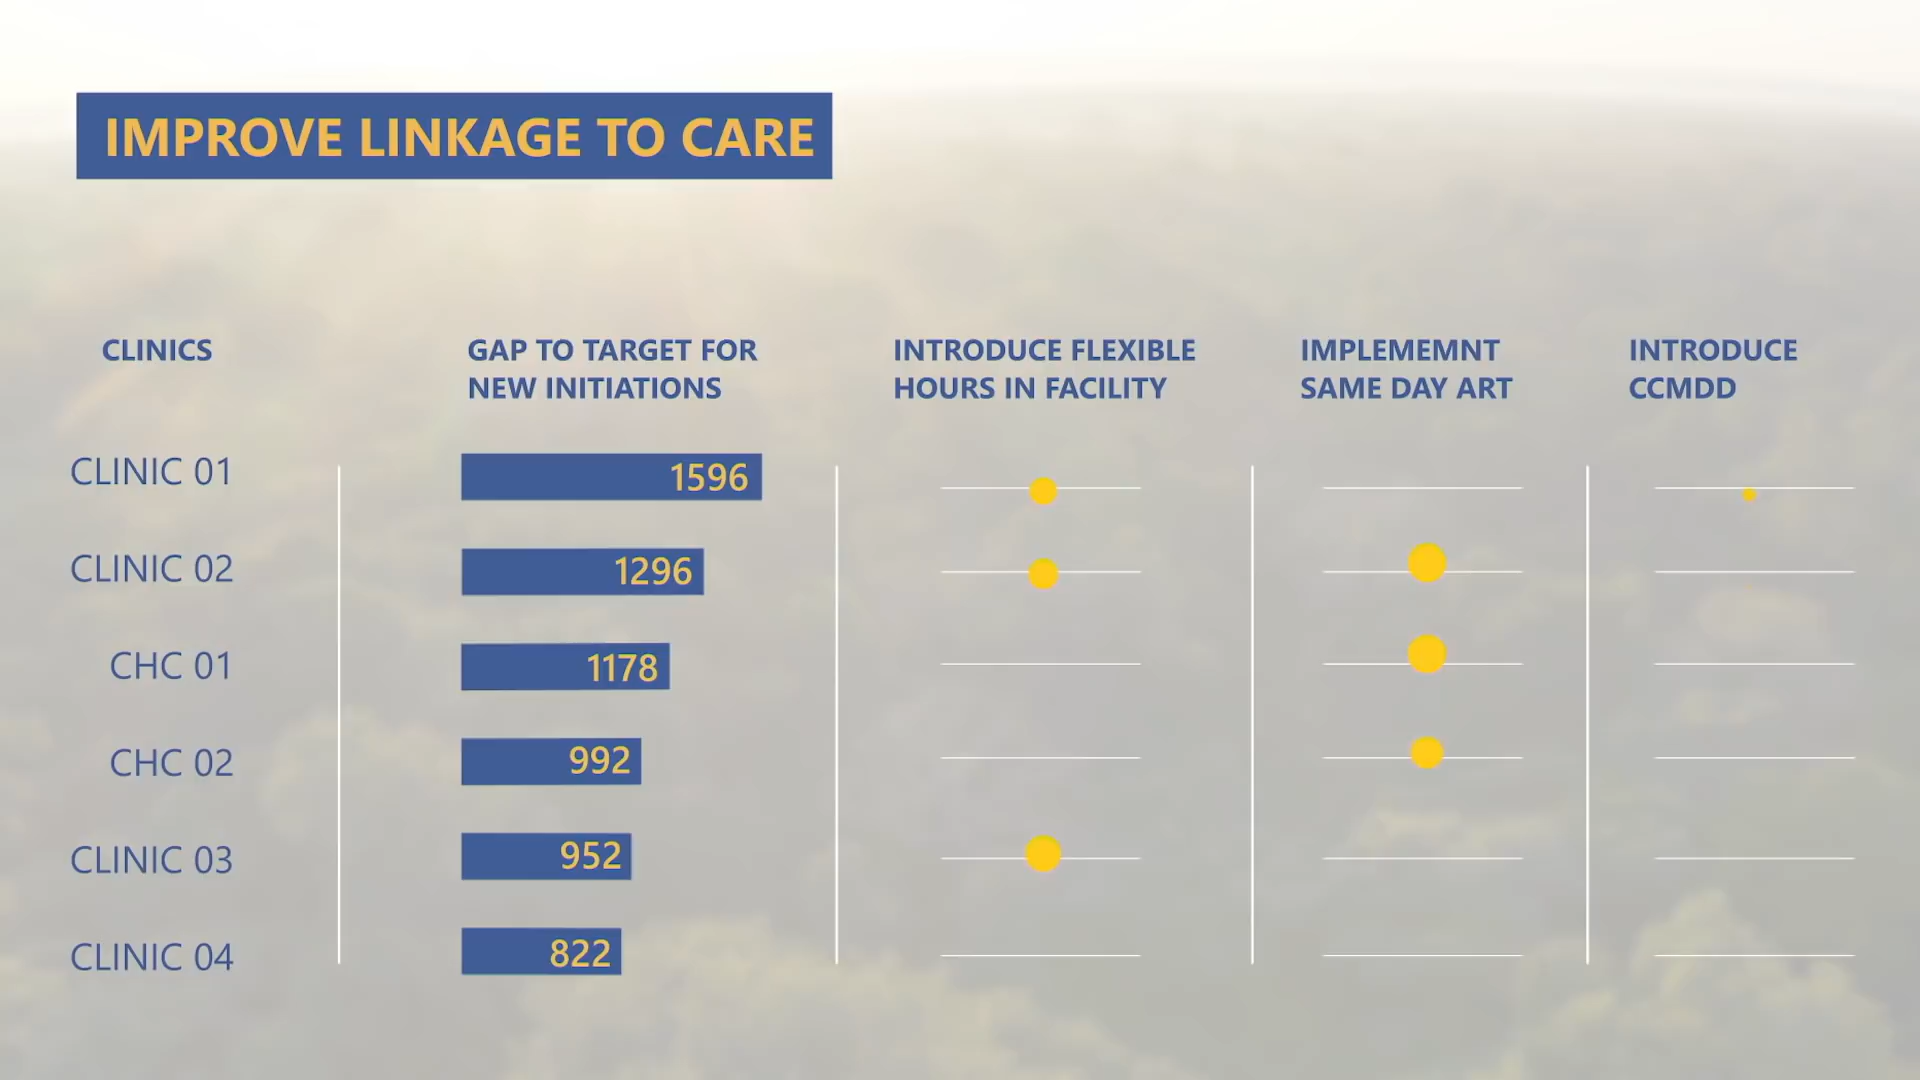 IMPROVE LINKAGE TO CARE
CLINICS
GAP TO TARGET FOR
NEW INITIATIONS
INTRODUCE FLEXIBLE
HOURS IN FACILITY
IMPLEMEMNT
SAME DAY ART
INTRODUCE
CCMDD
CLINIC 01
1596
CLINIC 02
1296
CHC 01
1178
CHC 02
992
CLINIC 03
952
CLINIC 04
822